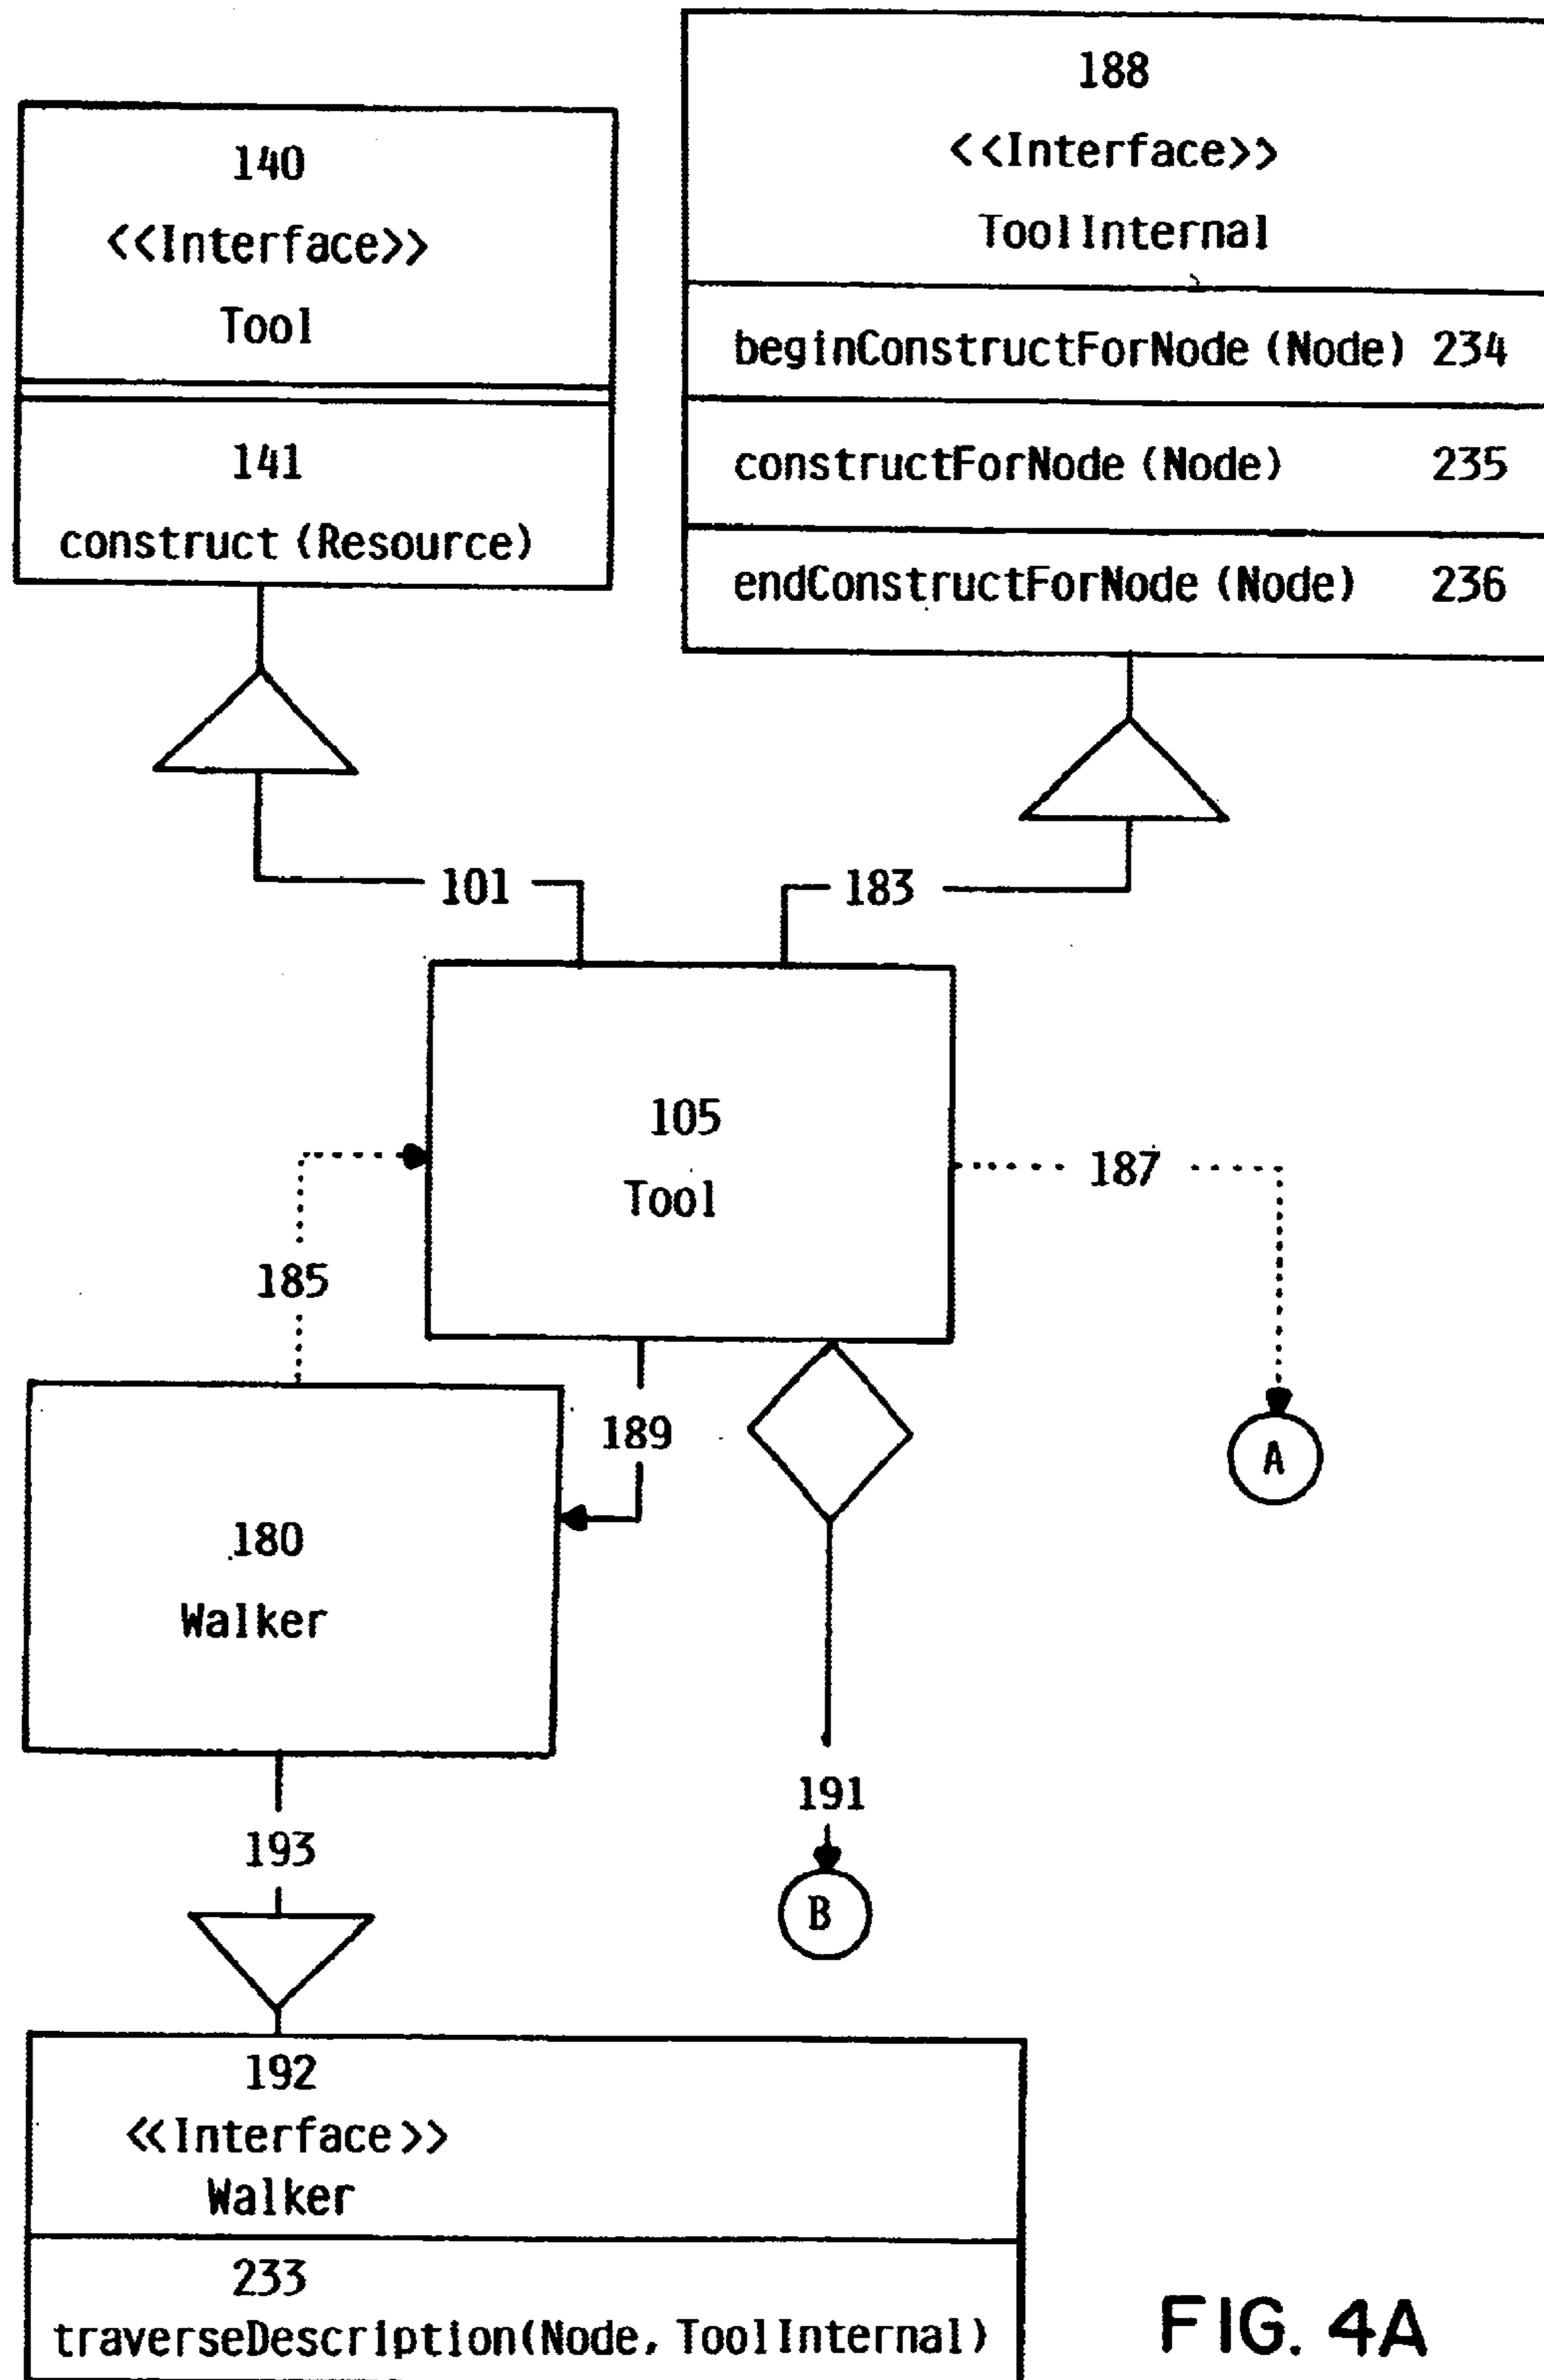 140
<<Interface>>
Tool
141
construct (Resource)
188
<<Interface>>
ToolInternal
beginConstructForNode (Node) 234
constructForNode (Node) 235
endConstructForNode (Node) 236
101
183
105
Tool
187
185
189
A
180
Walker
191
193
B
192
<<Interface>>
Walker
233
traverseDescription(Node, ToolInternal)
FIG. 4A